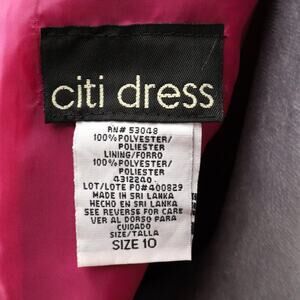 citi dress
RN# 53048
100% POLYESTER/
POLIESTER
LINING/FORRO
100% POLYESTER/
POLIESTER
4312240.
LOT/LOTE PO#400829
MADE IN SRI LANKA
HECHO EN SRI LANKA
SEE REVERSE FOR CARE
VER AL DORSO PARA
CUIDADO
SIZE/TALLA
SIZE 10